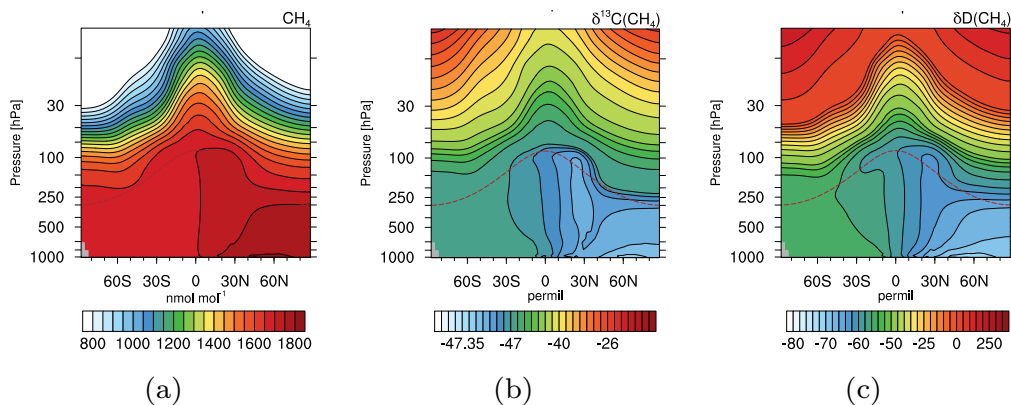 CH₄
Pressure [hPa]
30
100
250
500
1000
60S 30S 0 30N 60N
nmol mol⁻¹
800 1000 1200 1400 1600 1800
(a)
δ¹³C(CH₄)
Pressure [hPa]
30
100
250
500
1000
60S 30S 0 30N 60N
permil
-47.35 -47 -40 -26
(b)
δD(CH₄)
Pressure [hPa]
30
100
250
500
1000
60S 30S 0 30N 60N
permil
-80 -70 -60 -50 -25 0 250
(c)